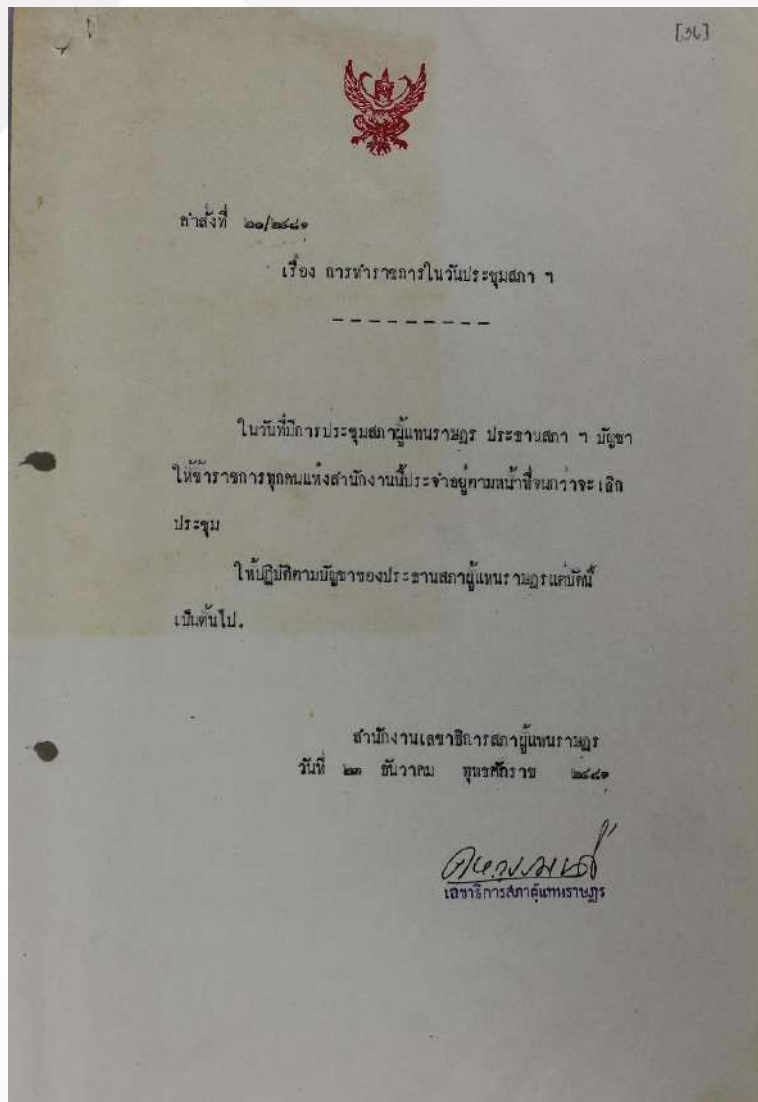 [36]
คำสั่งที่ ๒๑/๒๔๘๑
เรื่อง การทำราชการในวันประชุมสภา ฯ
---------
ในวันที่มีการประชุมสภาผู้แทนราษฎร ประธานสภา ฯ บัญชา
ให้ข้าราชการทุกคนแห่งสำนักงานนี้ประจำอยู่ตามหน้าที่จนกว่าจะเลิก
ประชุม
ให้ปฏิบัติตามบัญชาของประธานสภาผู้แทนราษฎรแต่บัดนี้
เป็นต้นไป.
สำนักงานเลขาธิการสภาผู้แทนราษฎร
วันที่ ๒๓ ธันวาคม พุทธศักราช ๒๔๘๑
เลขาธิการสภาผู้แทนราษฎร